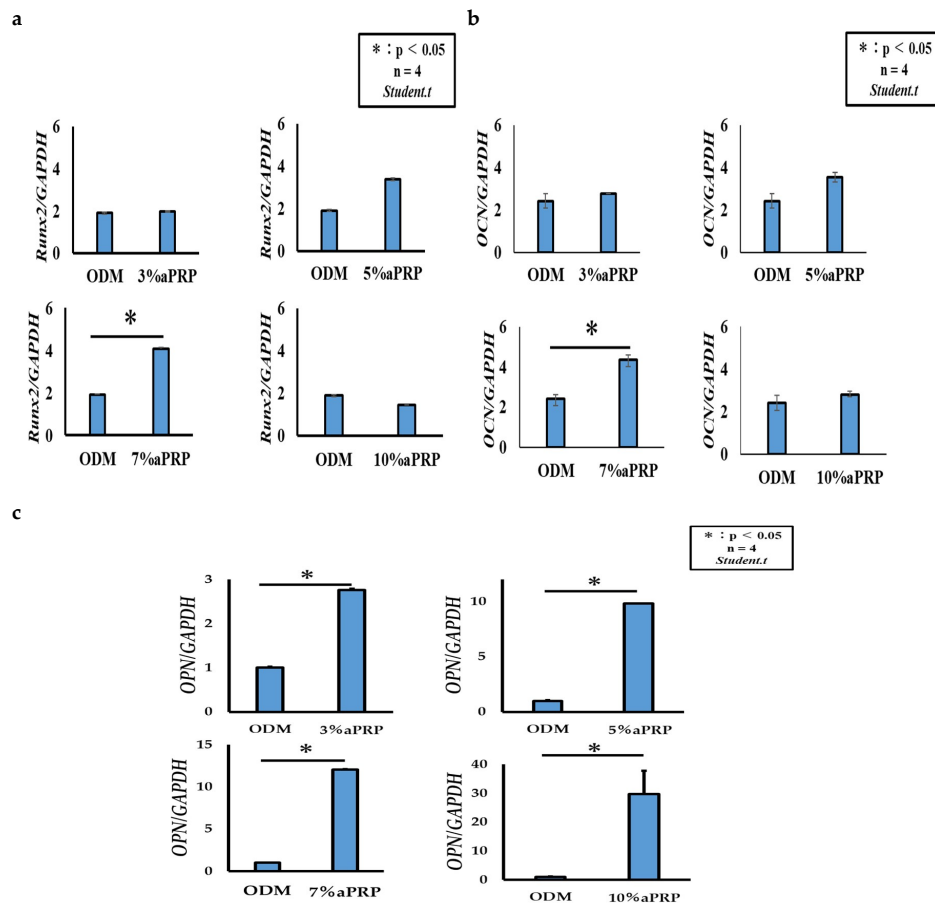 a
* : p < 0.05
n = 4
Student.t
Runx2/GAPDH
6
4
2
0
ODM 3%aPRP
Runx2/GAPDH
6
4
2
0
ODM 5%aPRP
Runx2/GAPDH
6
4
2
0
*
ODM 7%aPRP
Runx2/GAPDH
6
4
2
0
ODM 10%aPRP
b
* : p < 0.05
n = 4
Student.t
OCN/GAPDH
6
4
2
0
ODM 3%aPRP
OCN/GAPDH
6
4
2
0
ODM 5%aPRP
OCN/GAPDH
6
4
2
0
*
ODM 7%aPRP
OCN/GAPDH
6
4
2
0
ODM 10%aPRP
c
* : p < 0.05
n = 4
Student.t
OPN/GAPDH
3
2
1
0
*
ODM 3%aPRP
OPN/GAPDH
10
5
0
*
ODM 5%aPRP
OPN/GAPDH
15
10
5
0
*
ODM 7%aPRP
OPN/GAPDH
40
30
20
10
0
*
ODM 10%aPRP